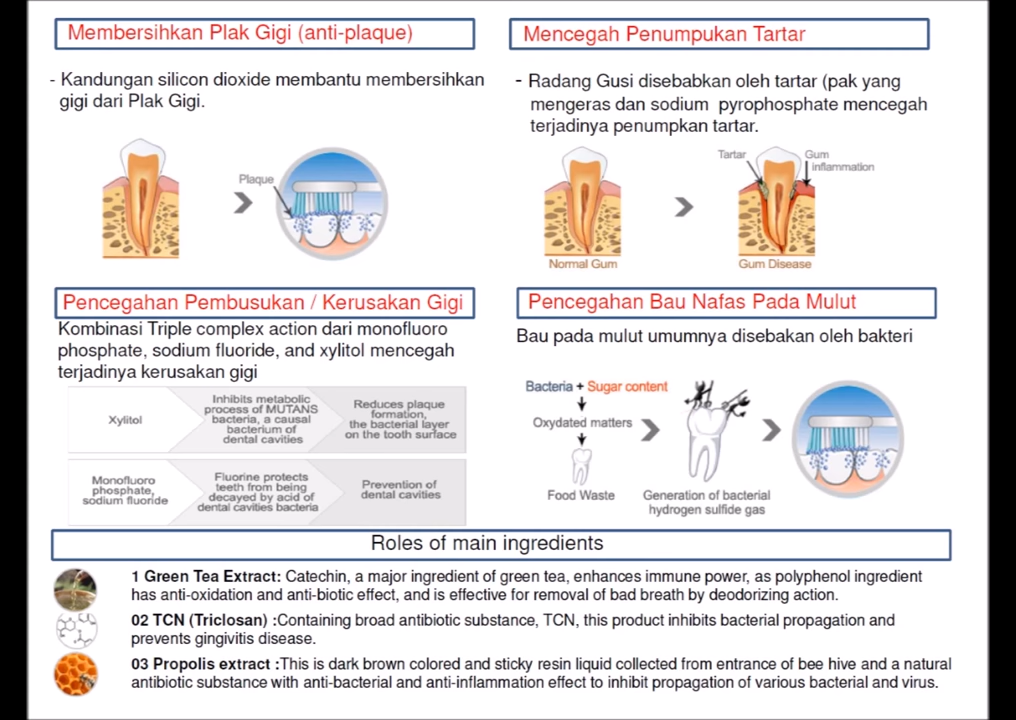 Membersihkan Plak Gigi (anti-plaque)
- Kandungan silicon dioxide membantu membersihkan
gigi dari Plak Gigi.
Plaque
Mencegah Penumpukan Tartar
- Radang Gusi disebabkan oleh tartar (pak yang
mengeras dan sodium pyrophosphate mencegah
terjadinya penumpkan tartar.
Tartar
Gum
inflammation
Normal Gum
Gum Disease
Pencegahan Pembusukan / Kerusakan Gigi
Kombinasi Triple complex action dari monofluoro
phosphate, sodium fluoride, and xylitol mencegah
terjadinya kerusakan gigi
Xylitol
Inhibits metabolic
process of MUTANS
bacteria, a causal
bacterium of
dental cavities
Reduces plaque
formation,
the bacterial layer
on the tooth surface
Monofluoro
phosphate,
sodium fluoride
Fluorine protects
teeth from being
decayed by acid of
dental cavities bacteria
Prevention of
dental cavities
Pencegahan Bau Nafas Pada Mulut
Bau pada mulut umumnya disebakan oleh bakteri
Bacteria + Sugar content
Oxydated matters
Food Waste
Generation of bacterial
hydrogen sulfide gas
Roles of main ingredients
1 Green Tea Extract: Catechin, a major ingredient of green tea, enhances immune power, as polyphenol ingredient
has anti-oxidation and anti-biotic effect, and is effective for removal of bad breath by deodorizing action.
02 TCN (Triclosan) :Containing broad antibiotic substance, TCN, this product inhibits bacterial propagation and
prevents gingivitis disease.
03 Propolis extract :This is dark brown colored and sticky resin liquid collected from entrance of bee hive and a natural
antibiotic substance with anti-bacterial and anti-inflammation effect to inhibit propagation of various bacterial and virus.